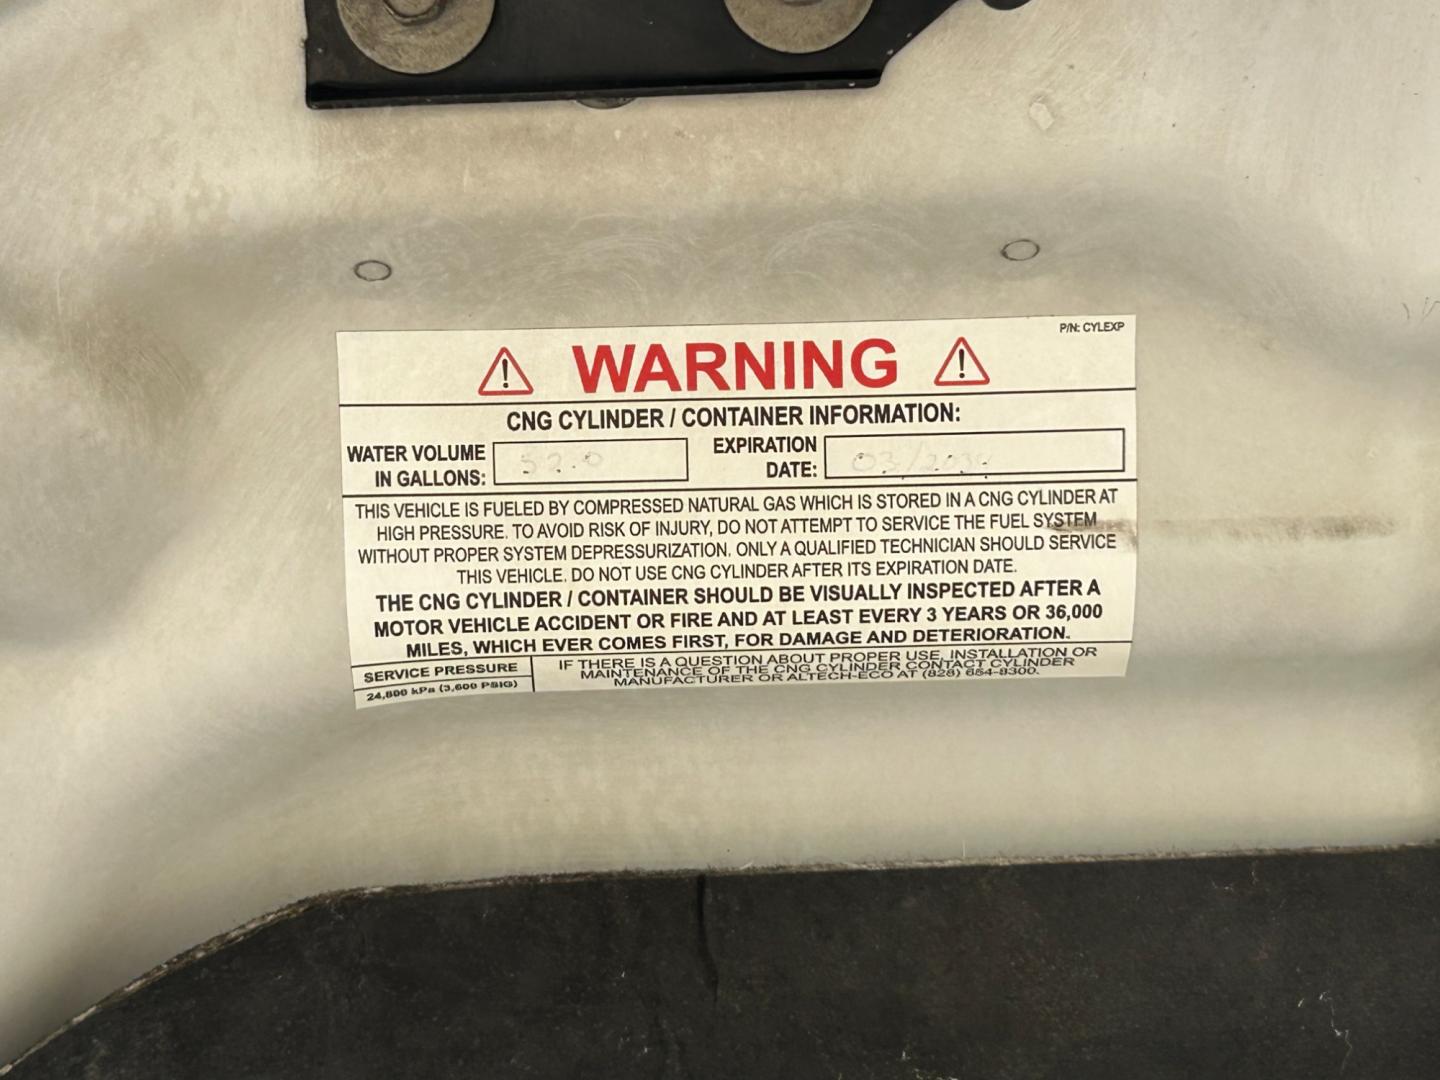 P/N: CYLEXP
WARNING
CNG CYLINDER / CONTAINER INFORMATION:
WATER VOLUME IN GALLONS:
EXPIRATION DATE: 03/
THIS VEHICLE IS FUELED BY COMPRESSED NATURAL GAS WHICH IS STORED IN A CNG CYLINDER AT
HIGH PRESSURE. TO AVOID RISK OF INJURY, DO NOT ATTEMPT TO SERVICE THE FUEL SYSTEM
WITHOUT PROPER SYSTEM DEPRESSURIZATION. ONLY A QUALIFIED TECHNICIAN SHOULD SERVICE
THIS VEHICLE. DO NOT USE CNG CYLINDER AFTER ITS EXPIRATION DATE.
THE CNG CYLINDER / CONTAINER SHOULD BE VISUALLY INSPECTED AFTER A
MOTOR VEHICLE ACCIDENT OR FIRE AND AT LEAST EVERY 3 YEARS OR 36,000
MILES, WHICH EVER COMES FIRST, FOR DAMAGE AND DETERIORATION.
SERVICE PRESSURE
24,800 kPa (3,600 PSIG)
IF THERE IS A QUESTION ABOUT PROPER USE, INSTALLATION OR
MAINTENANCE OF THE CNG CYLINDER CONTACT CYLINDER
MANUFACTURER OR ALTECH-ECO AT (828) 654-8300.